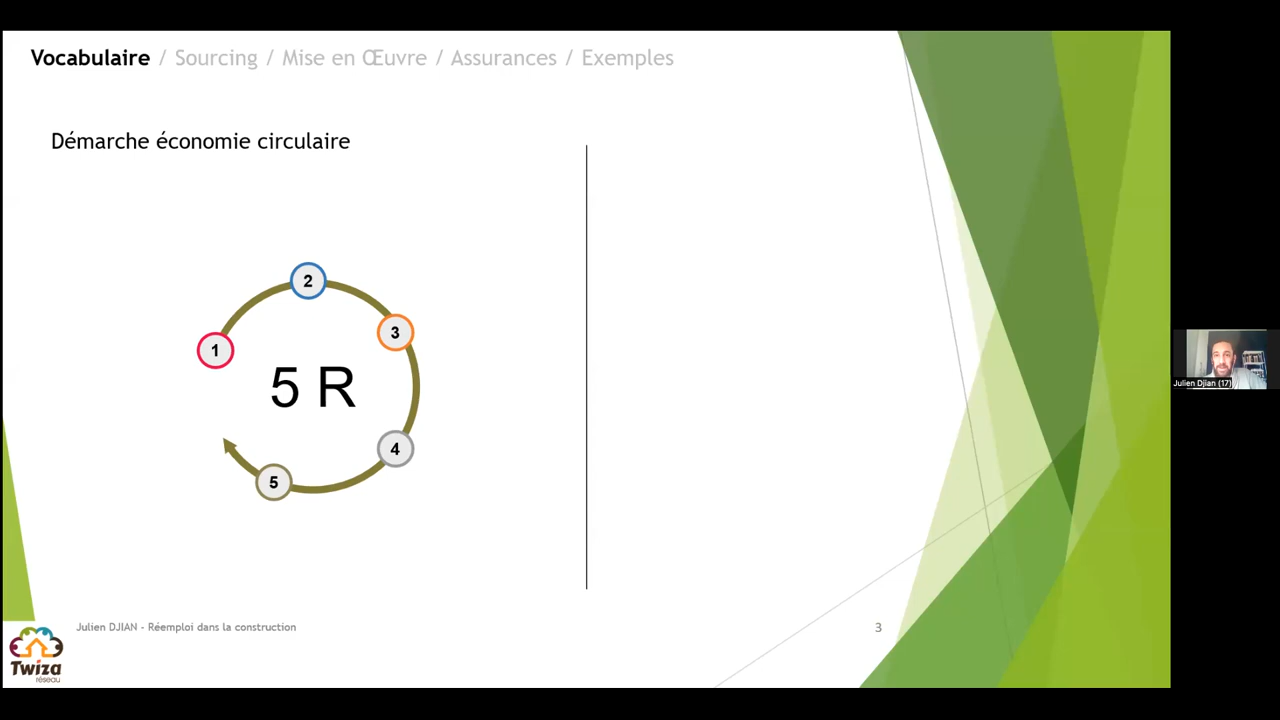 Vocabulaire / Sourcing / Mise en Œuvre / Assurances / Exemples
Démarche économie circulaire
2
3
1
5 R
4
5
Julien DJIAN - Réemploi dans la construction
3
Twiza
réseau
Julien Djian (17)